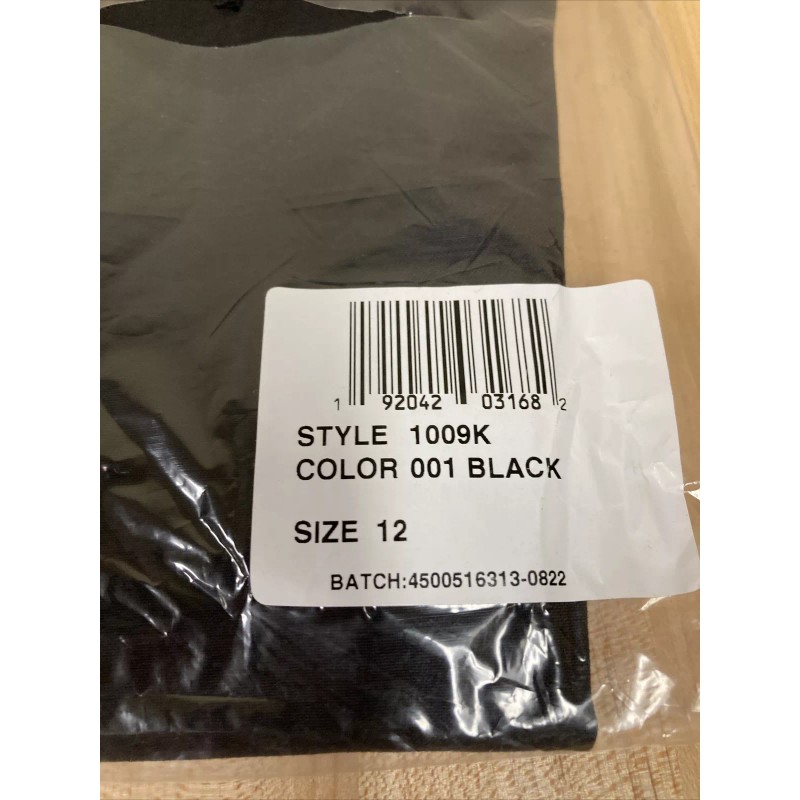 1 92042 03168 2
STYLE 1009K
COLOR 001 BLACK
SIZE 12
BATCH:4500516313-0822